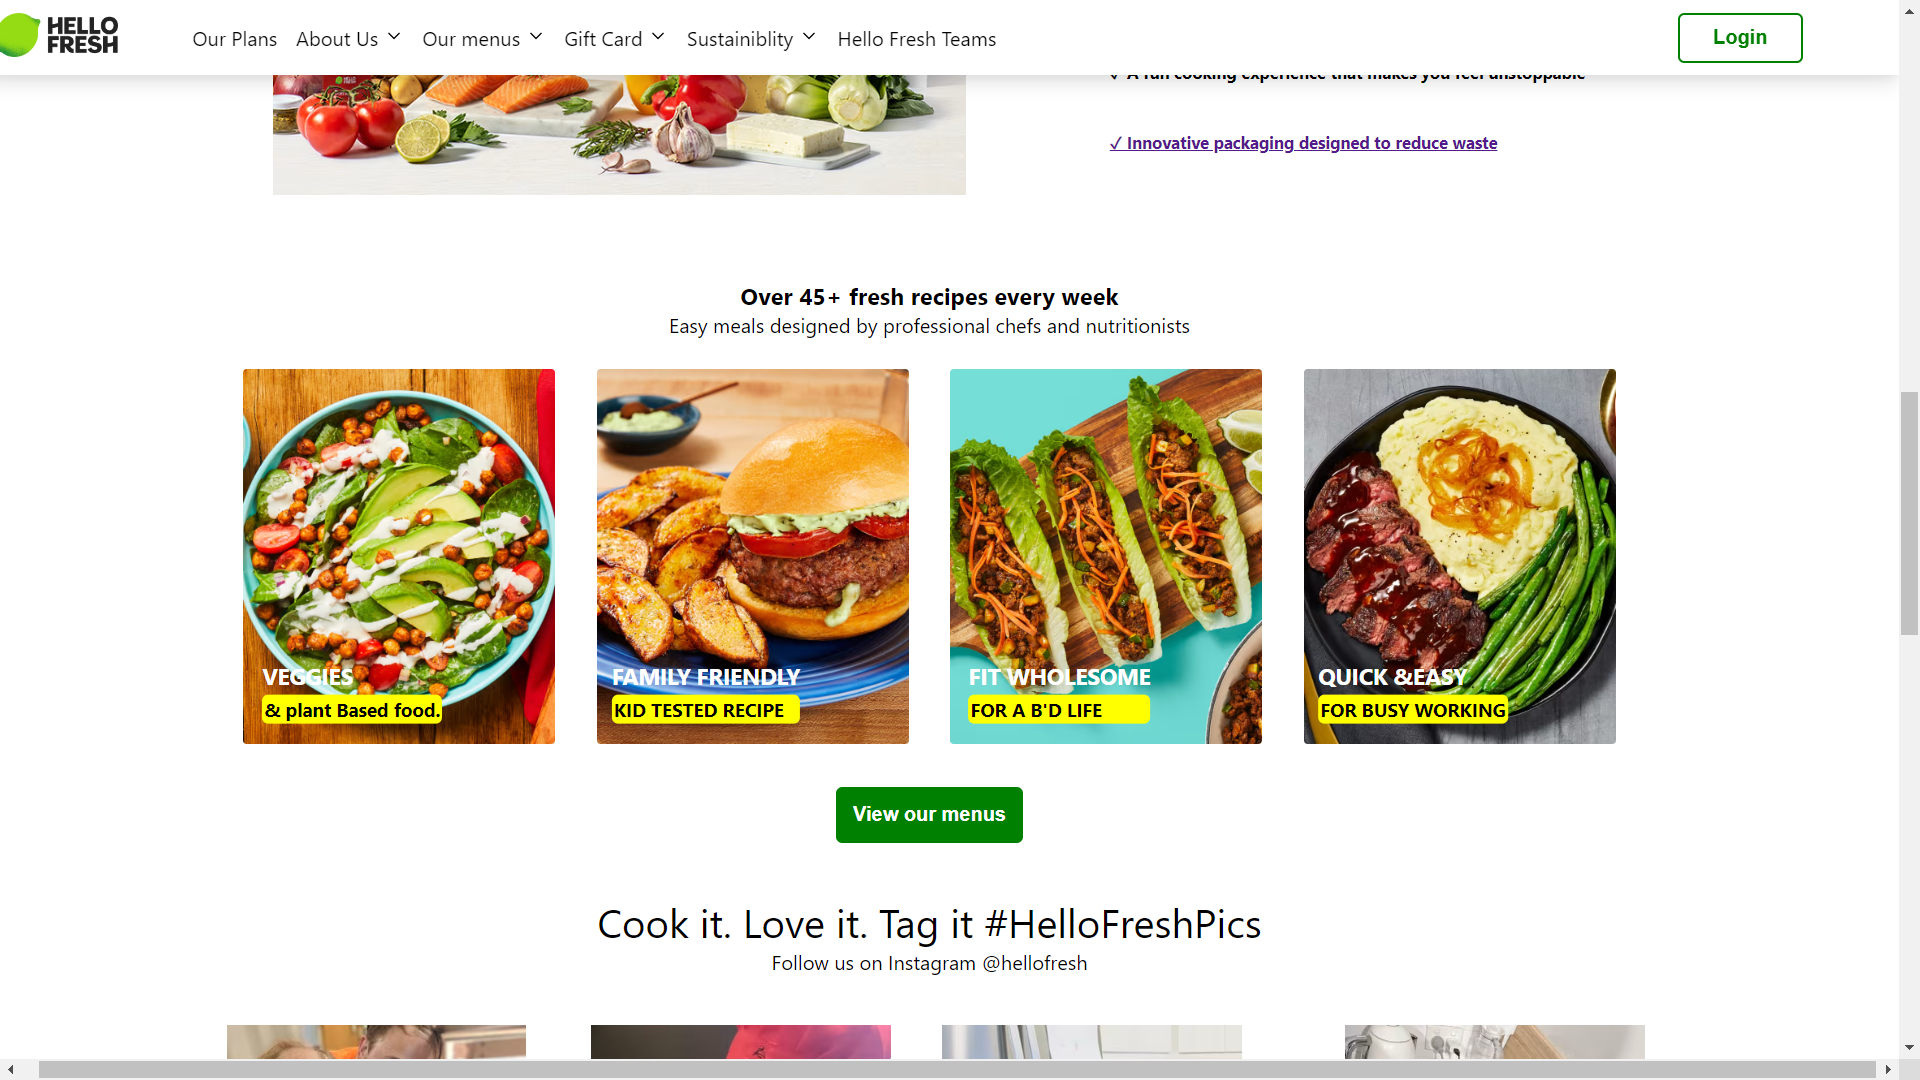 HELLO
FRESH
Our Plans
About Us
Our menus
Gift Card
Sustainiblity
Hello Fresh Teams
Login
✓ A fun cooking experience that makes you feel unstoppable
✓ Innovative packaging designed to reduce waste
Over 45+ fresh recipes every week
Easy meals designed by professional chefs and nutritionists
VEGGIES
& plant Based food.
FAMILY FRIENDLY
KID TESTED RECIPE
FIT WHOLESOME
FOR A B'D LIFE
QUICK &EASY
FOR BUSY WORKING
View our menus
Cook it. Love it. Tag it #HelloFreshPics
Follow us on Instagram @hellofresh